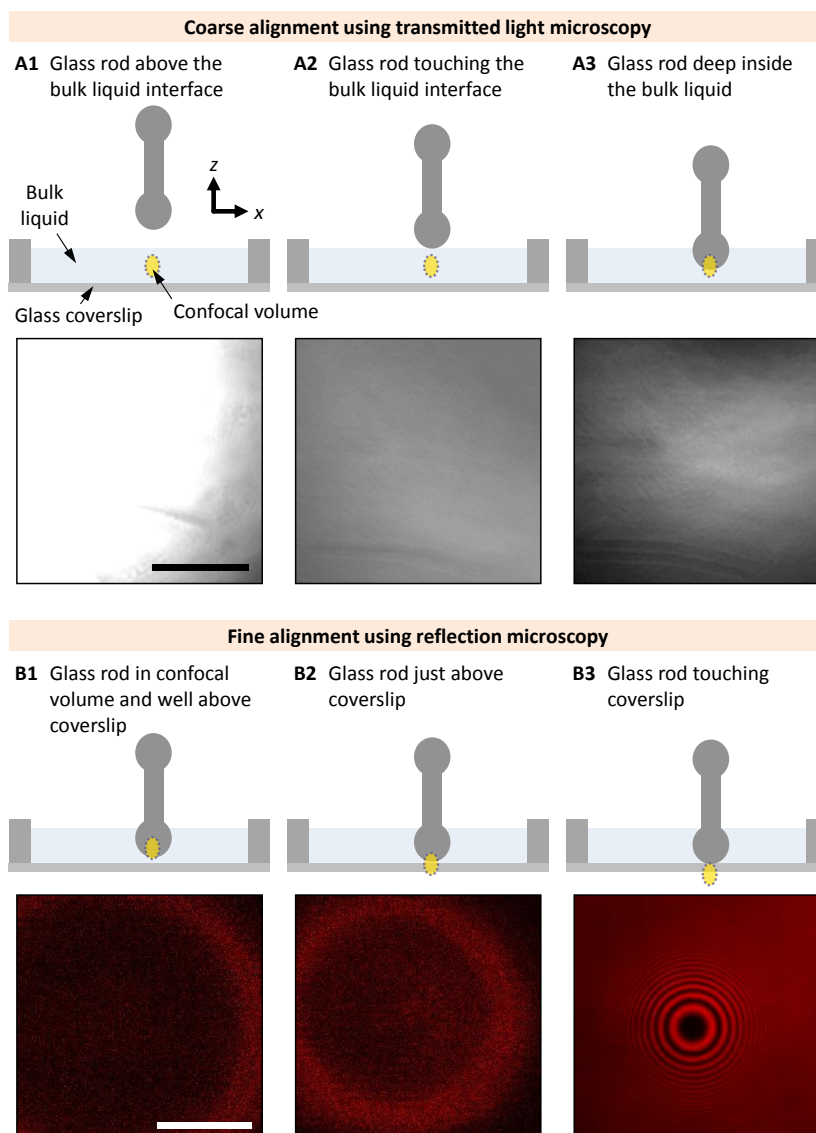 Coarse alignment using transmitted light microscopy
A1 Glass rod above the
bulk liquid interface
A2 Glass rod touching the
bulk liquid interface
A3 Glass rod deep inside
the bulk liquid
z
x
Bulk
liquid
Glass coverslip
Confocal volume
Fine alignment using reflection microscopy
B1 Glass rod in confocal
volume and well above
coverslip
B2 Glass rod just above
coverslip
B3 Glass rod touching
coverslip